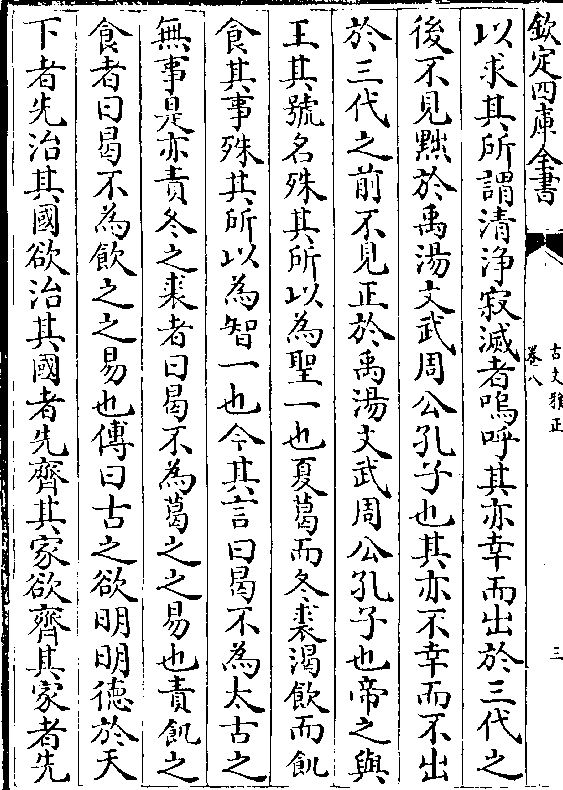 欽定四庫全書
古文雅正
卷八
三
以求其所謂清浄寂滅者嗚呼其亦幸而出於三代之
後不見黜於禹湯文武周公孔子也其亦不幸而不出
於三代之前不見正於禹湯文武周公孔子也帝之與
王其號名殊其所以為聖一也夏葛而冬裘渴飲而飢
食其事殊其所以為智一也今其言曰曷不為太古之
無事是亦責冬之裘者曰曷不為葛之之易也責飢之
食者曰曷不為飲之之易也傳曰古之欲明明徳於天
下者先治其國欲治其國者先齊其家欲齊其家者先